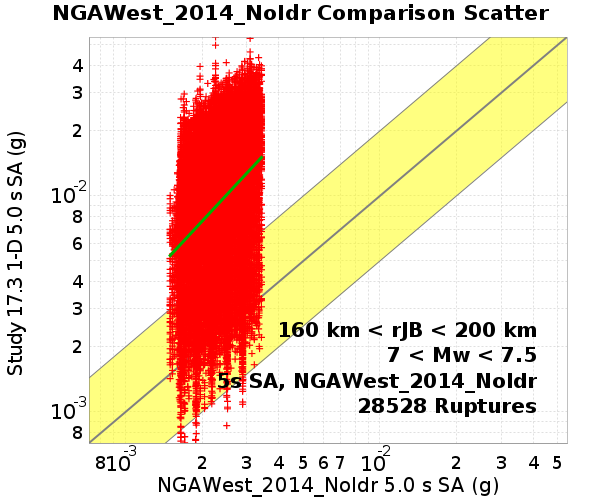 NGAWest_2014_NoIdr Comparison Scatter
Study 17.3 1-D 5.0 s SA (g)
4
3
2
10-2
8
6
4
3
2
10-3
8
160 km < rJB < 200 km
7 < Mw < 7.5
5s SA, NGAWest_2014_NoIdr
28528 Ruptures
8 10-3 2 3 4 5 6 7 10-2 2 3 4 5
NGAWest_2014_NoIdr 5.0 s SA (g)